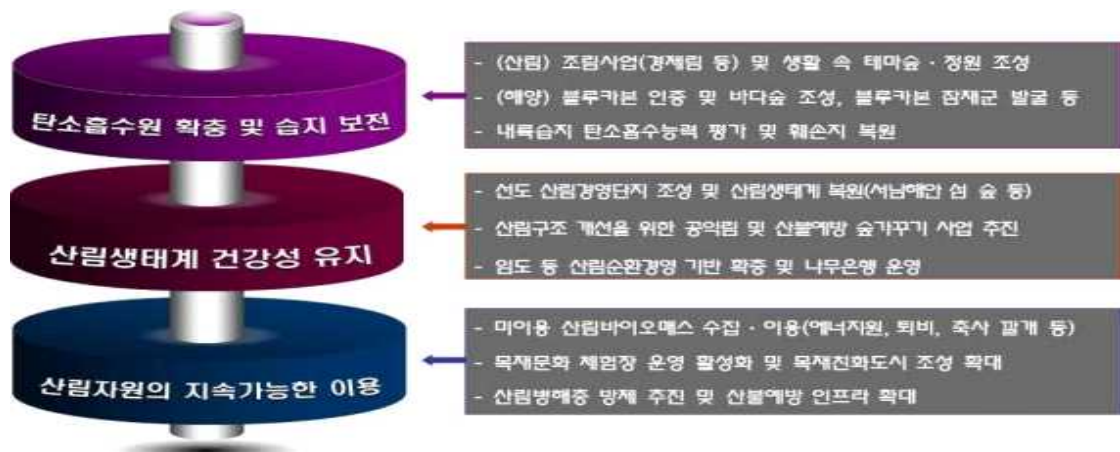 탄소흡수원 확충 및 습지 보전
- (산림) 조림사업(경제림 등) 및 생활 속 테마숲·정원 조성
- (해양) 블루카본 인증 및 바다숲 조성, 블루카본 잠재군 발굴 등
- 내륙습지 탄소흡수능력 평가 및 훼손지 복원
산림생태계 건강성 유지
- 선도 산림경영단지 조성 및 산림생태계 복원(서남해안 섬 숲 등)
- 산림구조 개선을 위한 공익림 및 산불예방 숲가꾸기 사업 추진
- 임도 등 산림순환경영 기반 확충 및 나무은행 운영
산림자원의 지속가능한 이용
- 미이용 산림바이오매스 수집·이용(에너지원, 퇴비, 축사 깔개 등)
- 목재문화 체험장 운영 활성화 및 목재친화도시 조성 확대
- 산림병해충 방제 추진 및 산불예방 인프라 확대